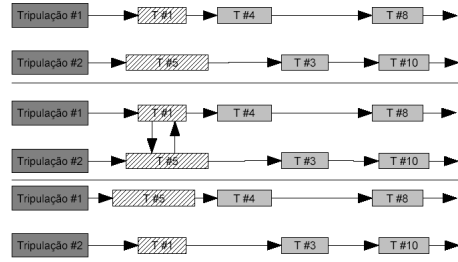 Tripulação #1 T #1 T #4 T #8
Tripulação #2 T #5 T #3 T #10
Tripulação #1 T #1 T #4 T #8
Tripulação #2 T #5 T #3 T #10
Tripulação #1 T #5 T #4 T #8
Tripulação #2 T #1 T #3 T #10